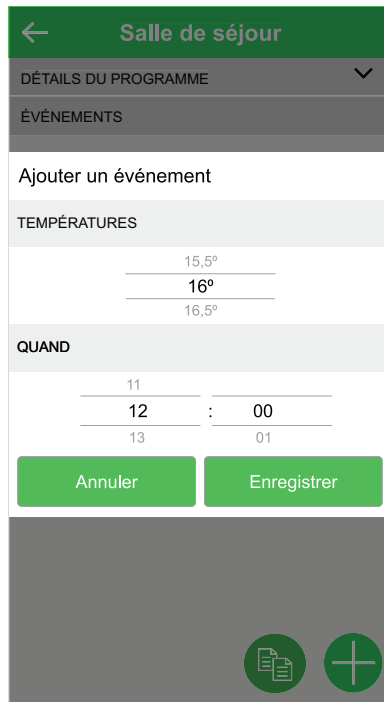 Salle de séjour
DÉTAILS DU PROGRAMME
ÉVÉNEMENTS
Ajouter un événement
TEMPÉRATURES
15,5º
16º
16,5º
QUAND
11
12 : 00
13 01
Annuler Enregistrer